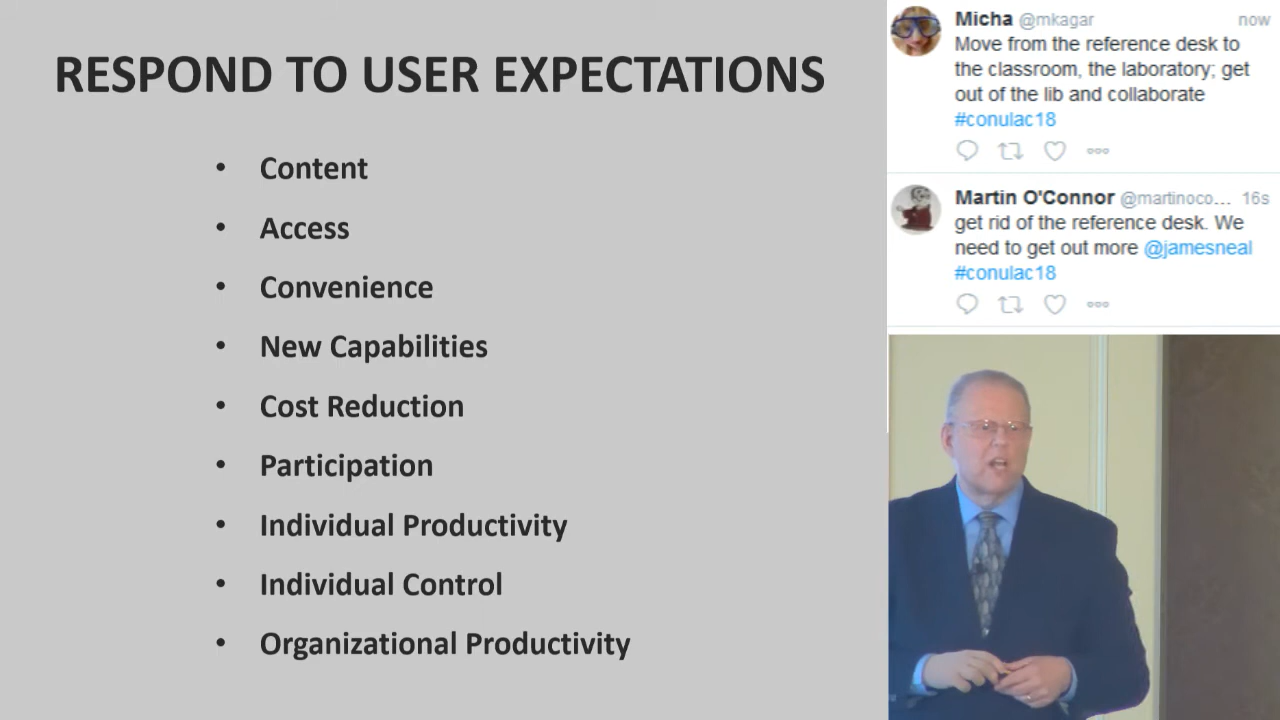 RESPOND TO USER EXPECTATIONS
• Content
• Access
• Convenience
• New Capabilities
• Cost Reduction
• Participation
• Individual Productivity
• Individual Control
• Organizational Productivity
Micha @mkagar now
Move from the reference desk to
the classroom, the laboratory; get
out of the lib and collaborate
#conulac18
Martin O'Connor @martinoco... 16s
get rid of the reference desk. We
need to get out more @jamesneal
#conulac18